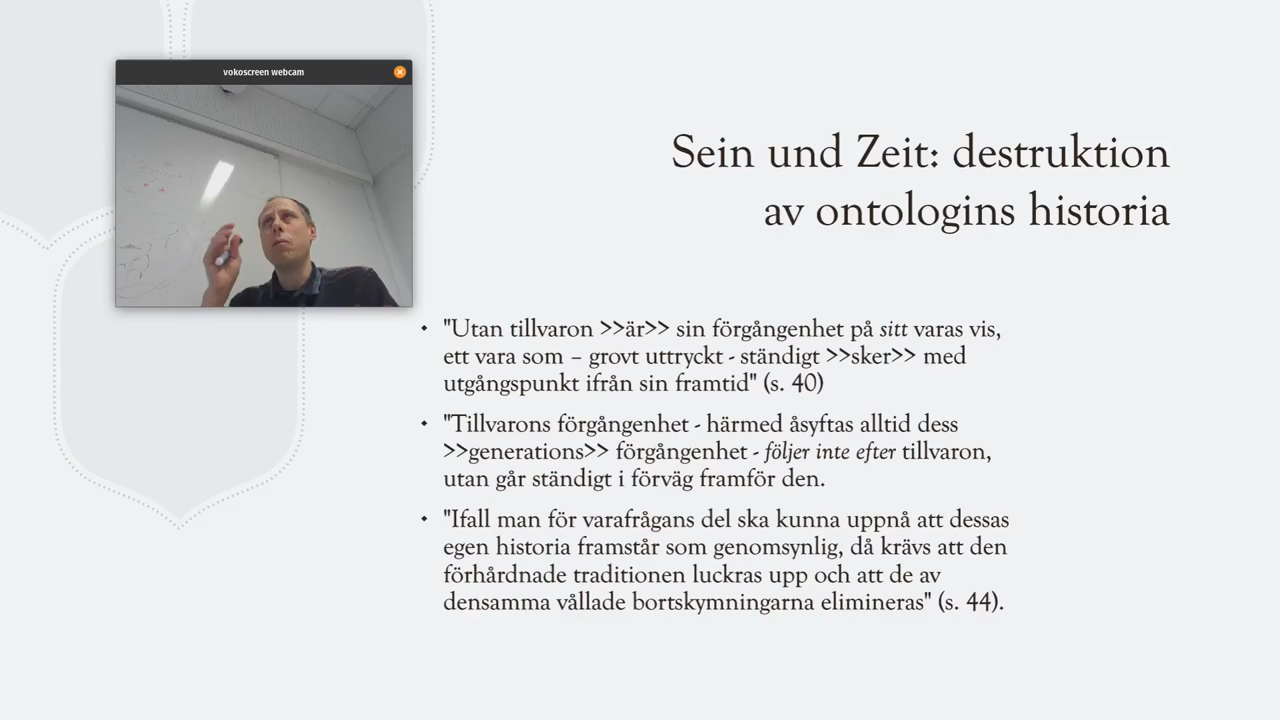 vokoscreen webcam
Sein und Zeit: destruktion
av ontologins historia
• "Utan tillvaron >>är>> sin förgångenhet på sitt varas vis,
ett vara som – grovt uttryckt - ständigt >>sker>> med
utgångspunkt ifrån sin framtid" (s. 40)
• "Tillvarons förgångenhet - härmed åsyftas alltid dess
>>generations>> förgångenhet - följer inte efter tillvaron,
utan går ständigt i förväg framför den.
• "Ifall man för varafrågans del ska kunna uppnå att dessas
egen historia framstår som genomsynlig, då krävs att den
förhårdnade traditionen luckras upp och att de av
densamma vållade bortskymningarna elimineras" (s. 44).